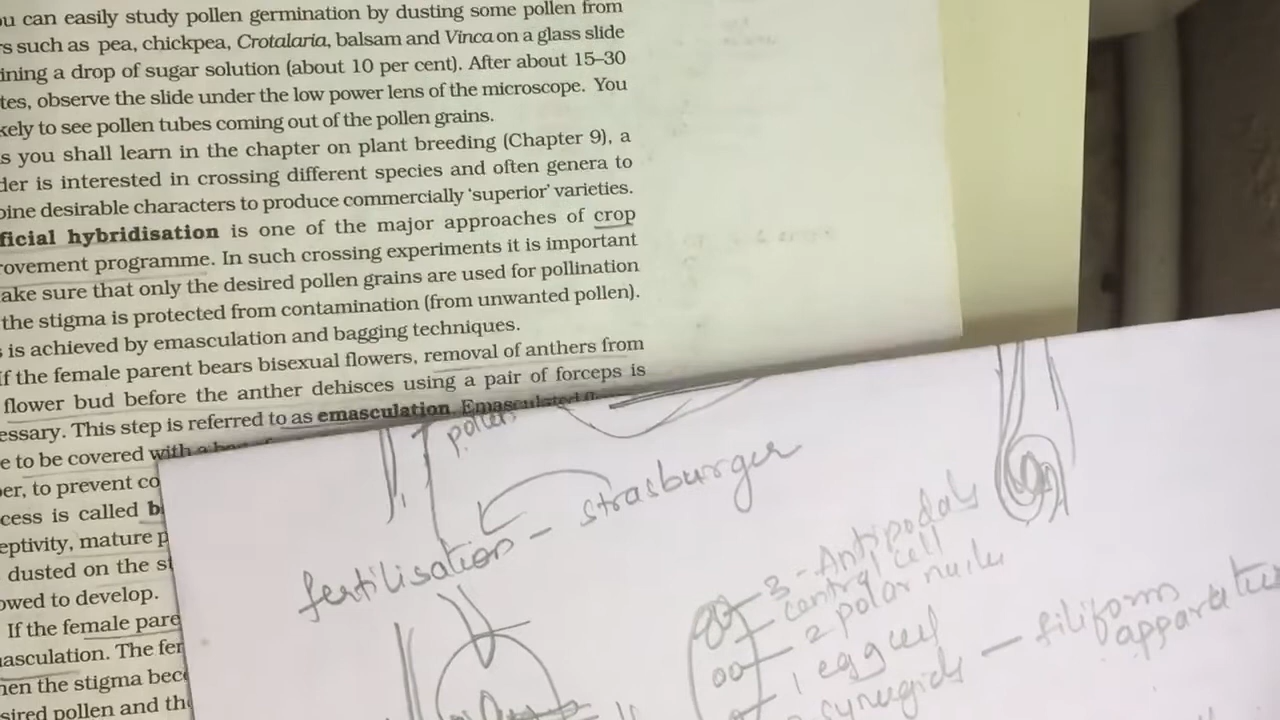 ou can easily study pollen germination by dusting some pollen from
rs such as pea, chickpea, Crotalaria, balsam and Vinca on a glass slide
ining a drop of sugar solution (about 10 per cent). After about 15–30
tes, observe the slide under the low power lens of the microscope. You
kely to see pollen tubes coming out of the pollen grains.
s you shall learn in the chapter on plant breeding (Chapter 9), a
der is interested in crossing different species and often genera to
bine desirable characters to produce commercially 'superior' varieties.
ficial hybridisation is one of the major approaches of crop
rovement programme. In such crossing experiments it is important
ake sure that only the desired pollen grains are used for pollination
the stigma is protected from contamination (from unwanted pollen).
s is achieved by emasculation and bagging techniques.
If the female parent bears bisexual flowers, removal of anthers from
flower bud before the anther dehisces using a pair of forceps is
essary. This step is referred to as emasculation. Emasculated
e to be covered with a
er, to prevent co
cess is called b
eptivity, mature p
dusted on the st
owed to develop.
If the female pare
asculation. The fer
hen the stigma bec
sired pollen and the
pollen
fertilisation – strasburger
3 - Antipodals
central cell
2 polar nuclei
1 egg cell
synergids — filiform
apparatus